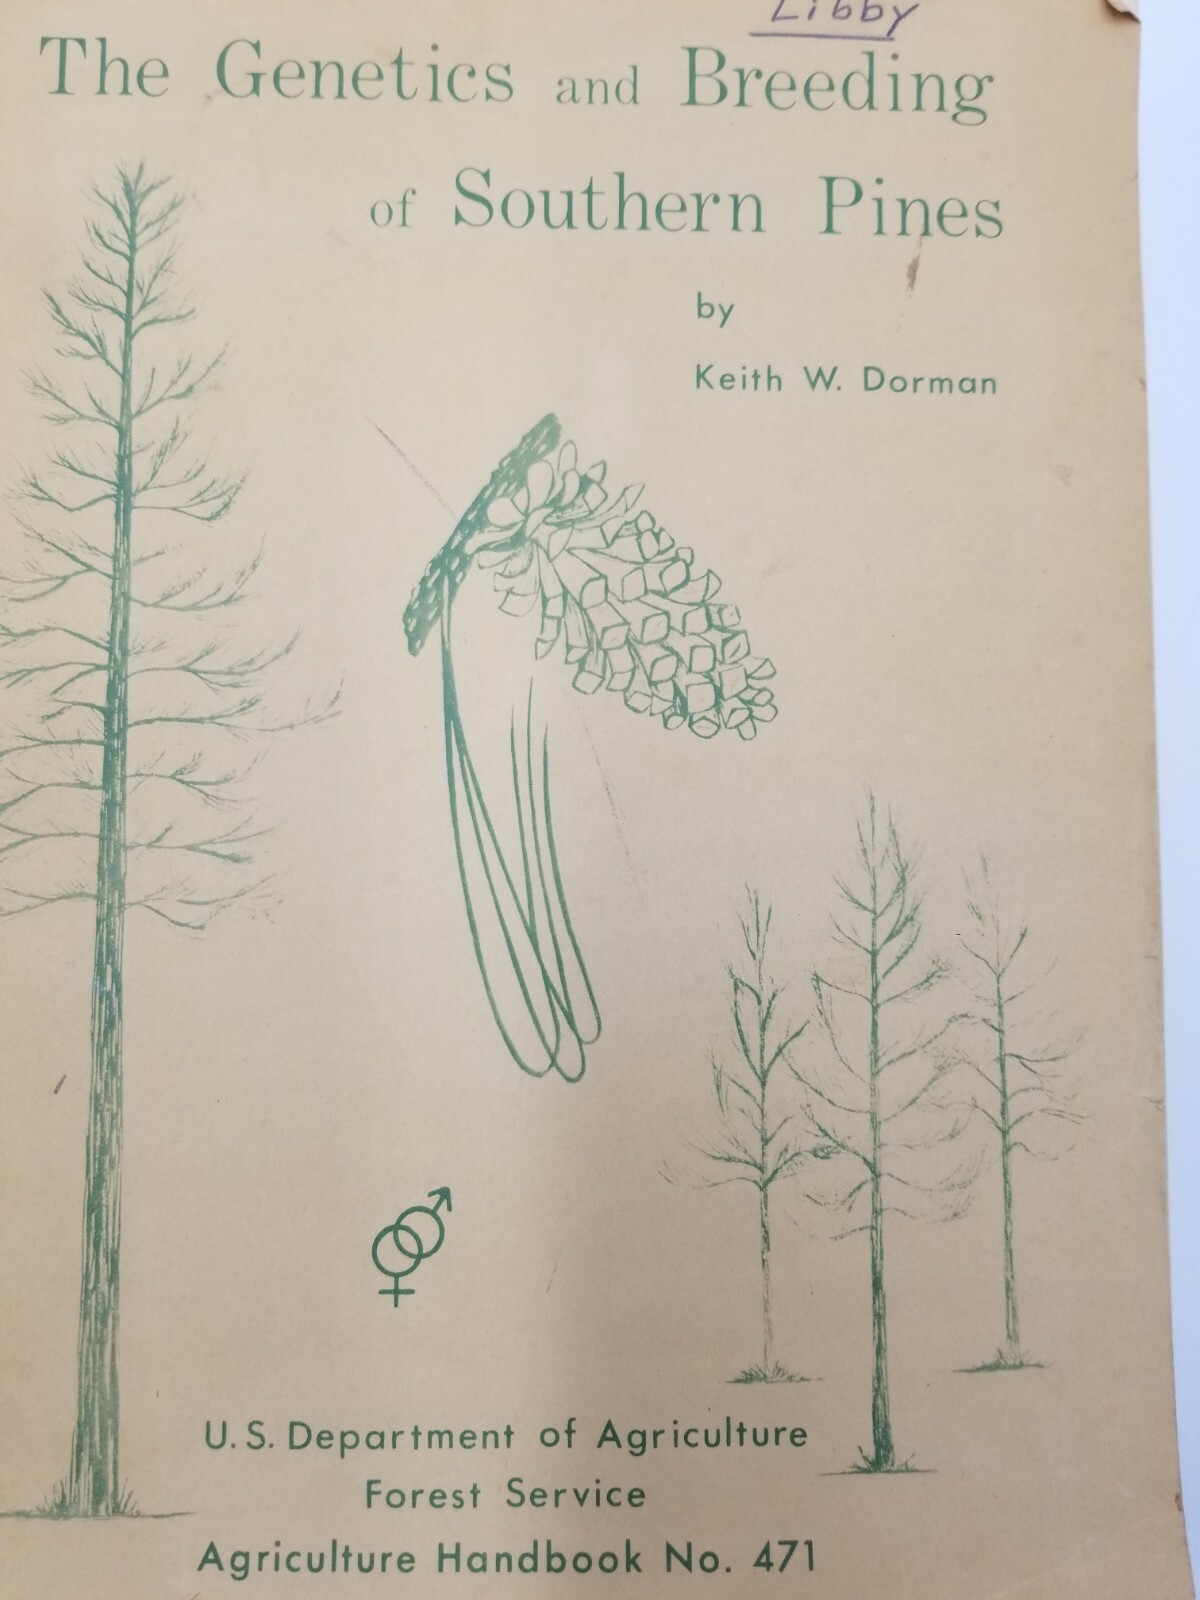 Libby
The Genetics and Breeding
of Southern Pines
by
Keith W. Dorman
U.S. Department of Agriculture
Forest Service
Agriculture Handbook No. 471